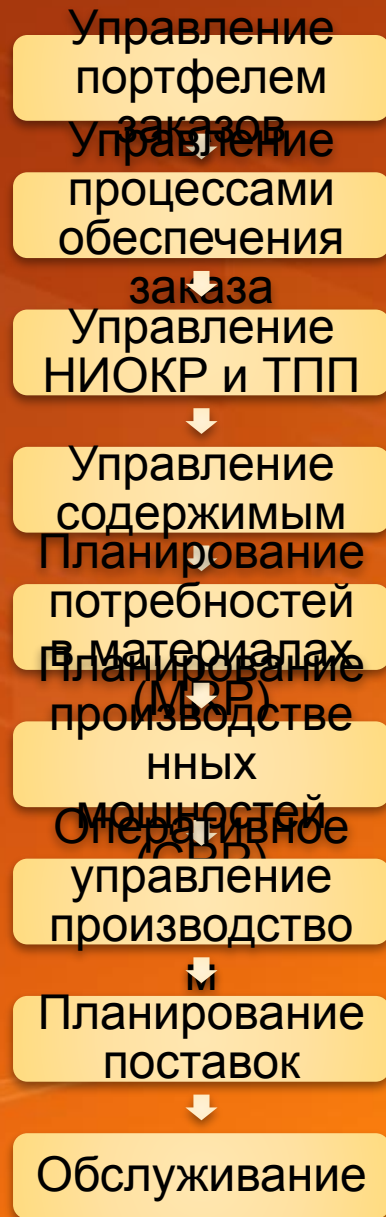 Управление
портфелем
заказов
Управление
процессами
обеспечения
заказа
Управление
НИОКР и ТПП
Управление
содержимым
Планирование
потребностей
в материалах
(MRP)
Планирование
производстве
нных
мощностей
(CRP)
Оперативное
управление
производство
м
Планирование
поставок
Обслуживание